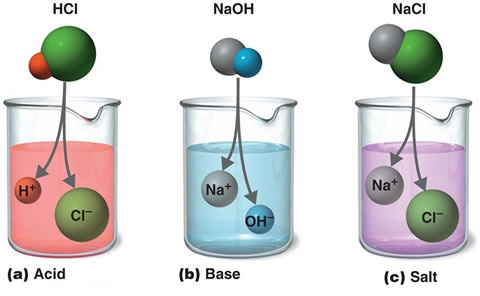 HCl
NaOH
NaCl
H⁺
Cl⁻
Na⁺
OH⁻
Na⁺
Cl⁻
(a) Acid
(b) Base
(c) Salt